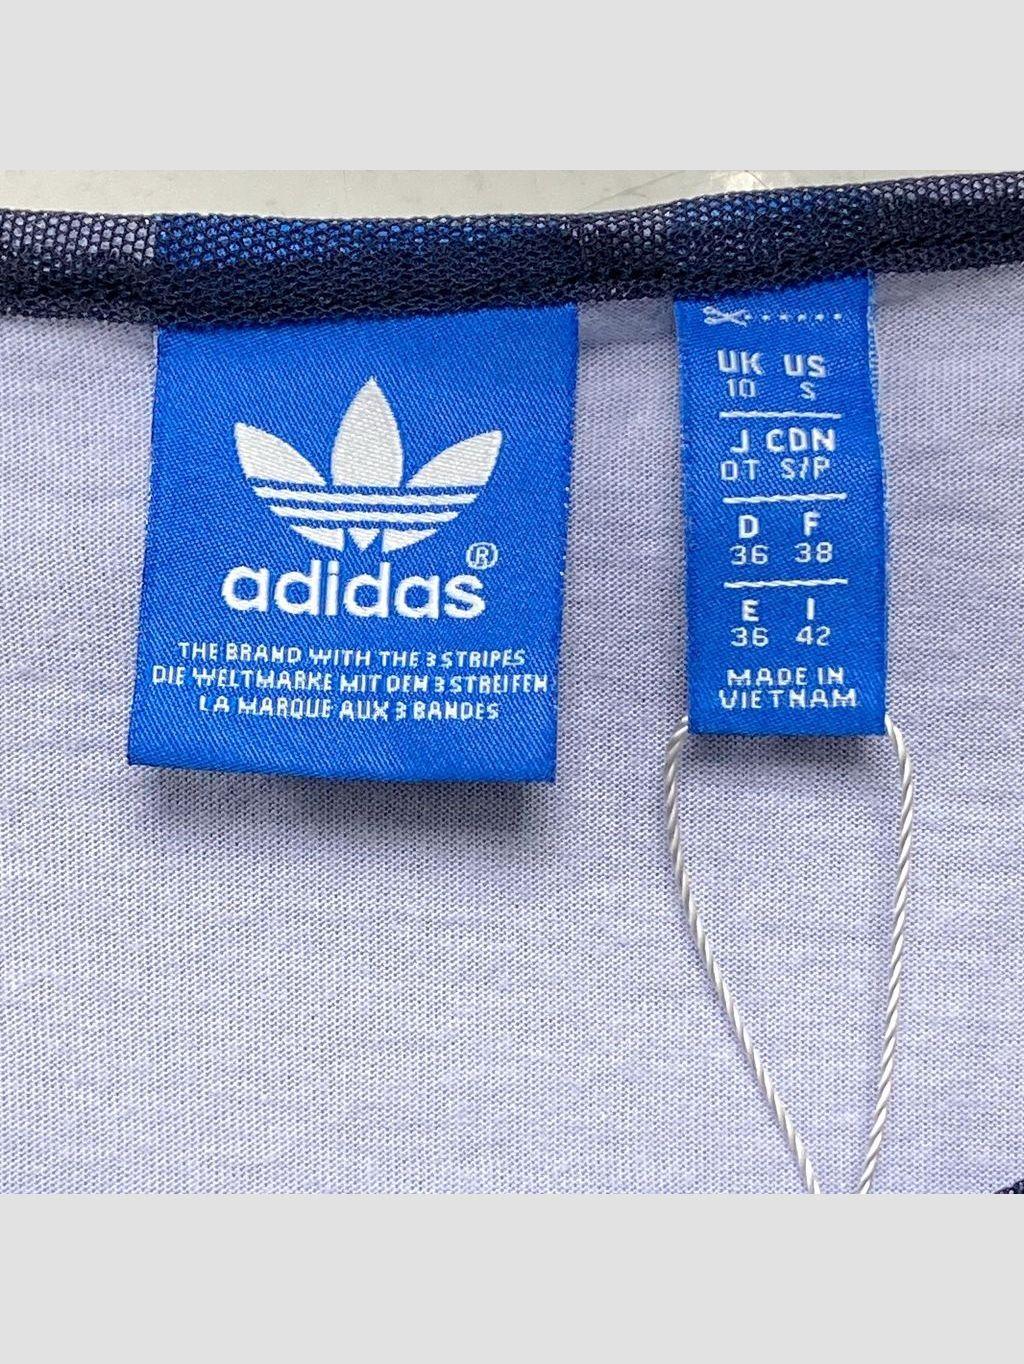 adidas®
THE BRAND WITH THE 3 STRIPES
DIE WELTMARKE MIT DEN 3 STREIFEN
LA MARQUE AUX 3 BANDES
UK US
10 S
J CDN
OT S/P
D F
36 38
E I
36 42
MADE IN
VIETNAM